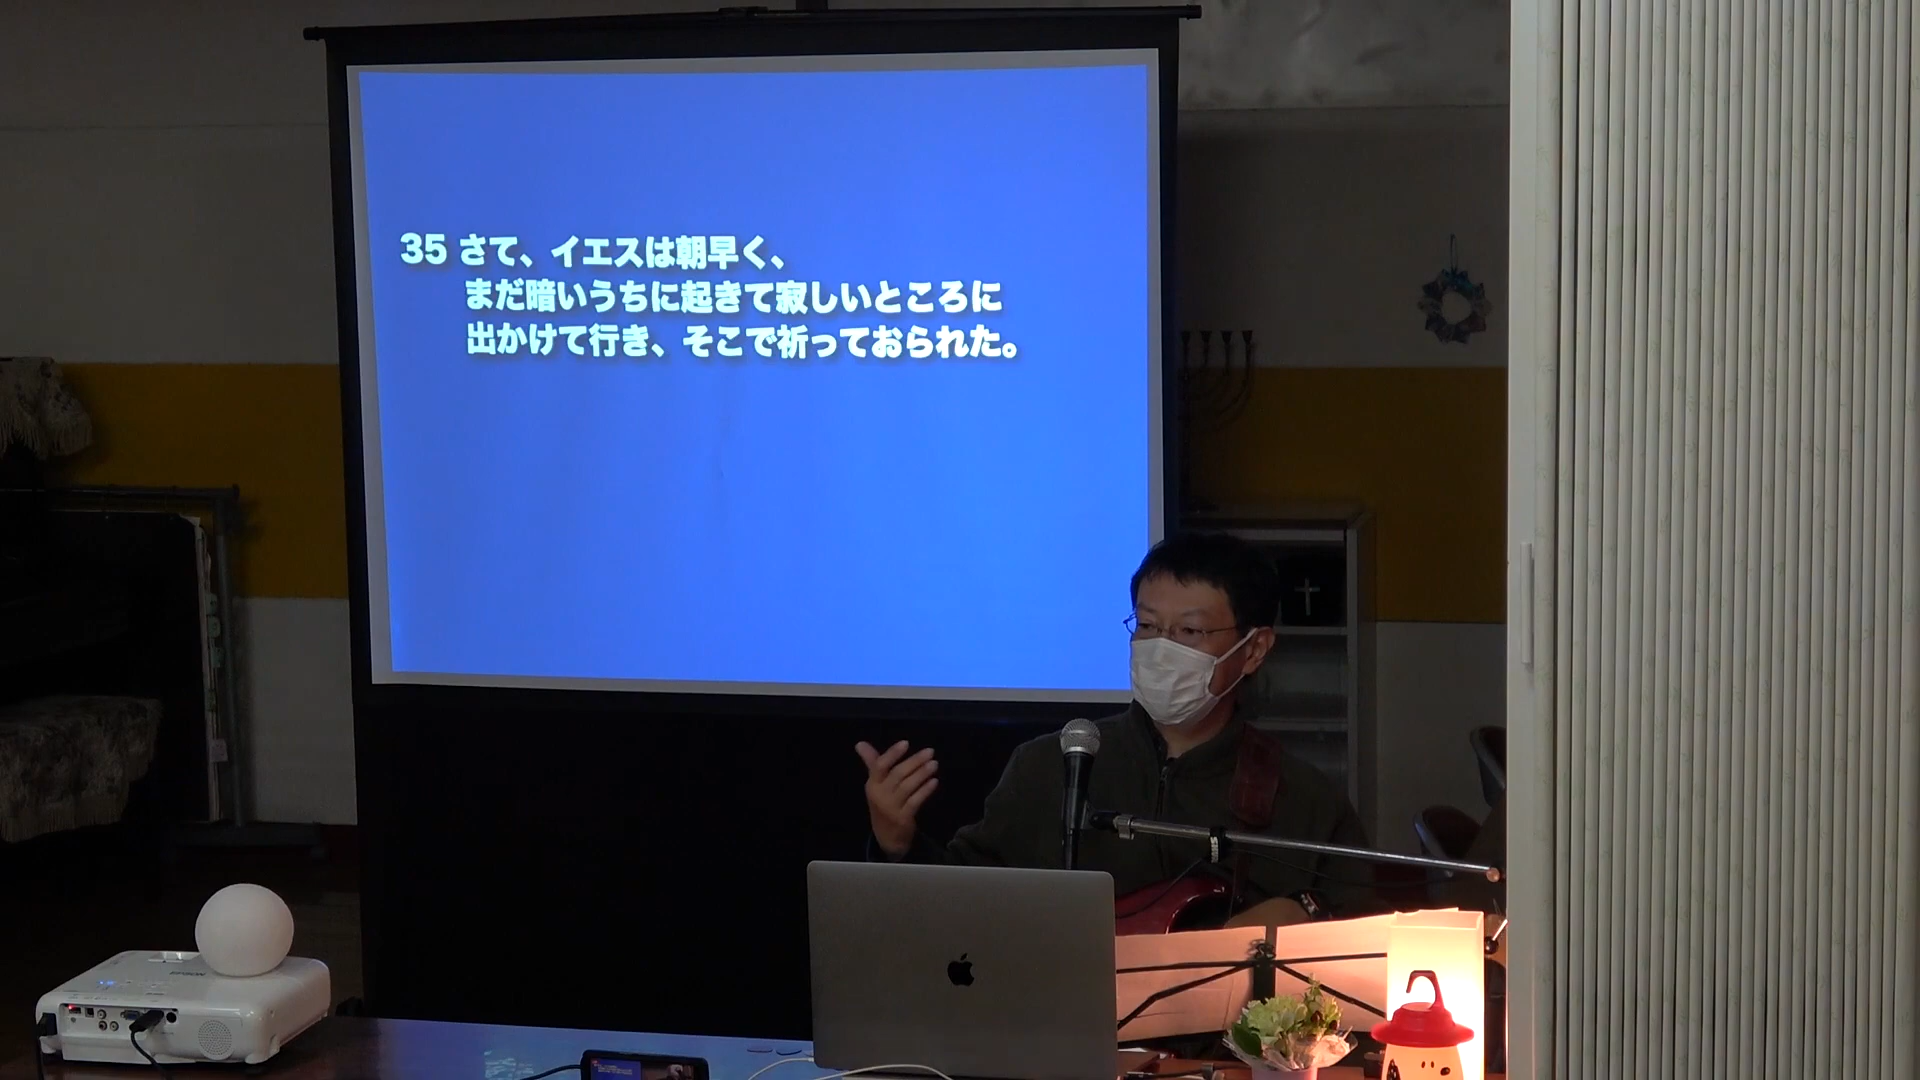 35 さて、イエスは朝早く、
まだ暗いうちに起きて寂しいところに
出かけて行き、そこで祈っておられた。
EPSON